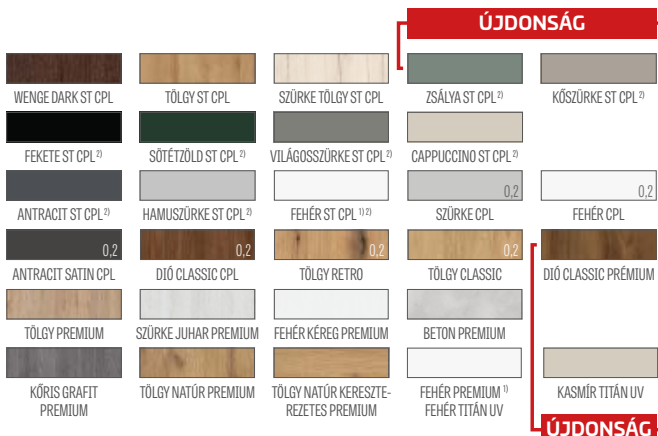 ÚJDONSÁG
WENGE DARK ST CPL
TÖLGY ST CPL
SZÜRKE TÖLGY ST CPL
ZSÁLYA ST CPL 2)
KŐSZÜRKE ST CPL 2)
FEKETE ST CPL 2)
SÖTÉTZÖLD ST CPL 2)
VILÁGOSSZÜRKE ST CPL 2)
CAPPUCCINO ST CPL 2)
0,2
0,2
ANTRACIT ST CPL 2)
HAMUSZÜRKE ST CPL 2)
FEHÉR ST CPL 1) 2)
SZÜRKE CPL
FEHÉR CPL
0,2
0,2
0,2
0,2
ANTRACIT SATIN CPL
DIÓ CLASSIC CPL
TÖLGY RETRO
TÖLGY CLASSIC
DIÓ CLASSIC PRÉMIUM
TÖLGY PREMIUM
SZÜRKE JUHAR PREMIUM
FEHÉR KÉREG PREMIUM
BETON PREMIUM
KŐRIS GRAFIT
PREMIUM
TÖLGY NATÚR PREMIUM
TÖLGY NATÚR KERESZTE-
REZETES PREMIUM
FEHÉR PREMIUM 1)
FEHÉR TITÁN UV
KASMÍR TITÁN UV
ÚJDONSÁG